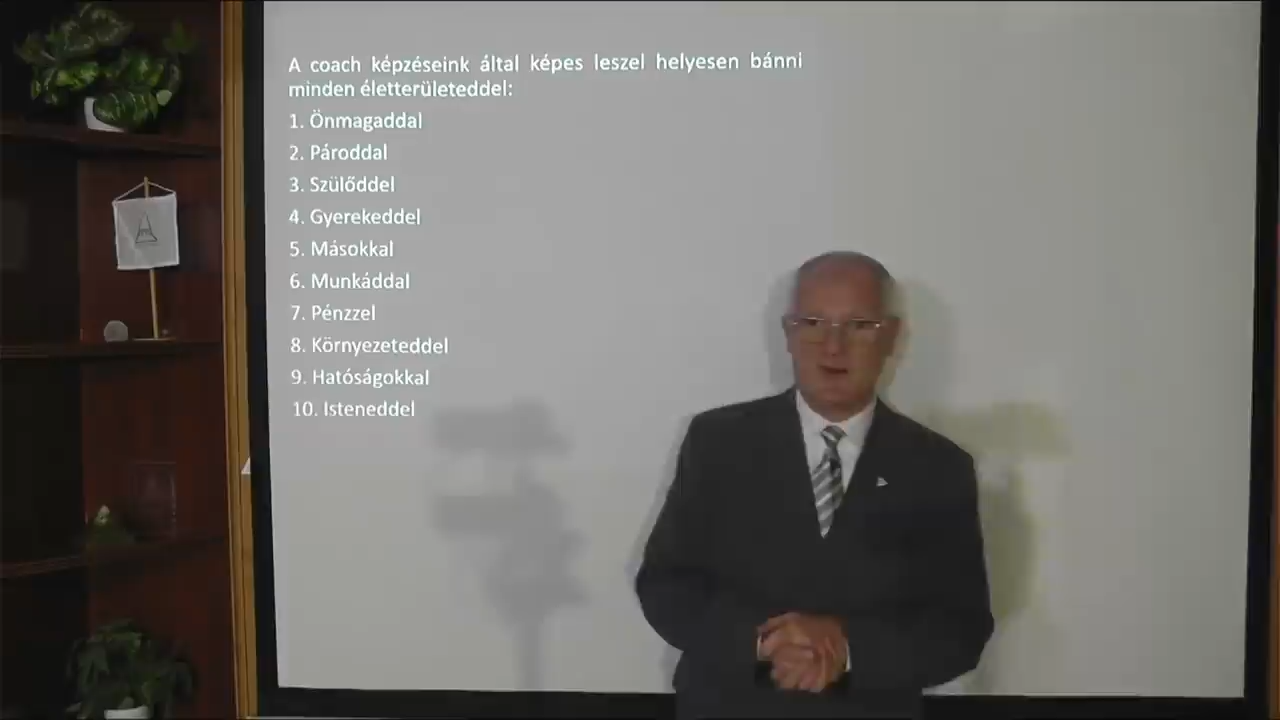 A coach képzéseink által képes leszel helyesen bánni
minden életterületeddel:
1. Önmagaddal
2. Pároddal
3. Szülőddel
4. Gyerekeddel
5. Másokkal
6. Munkáddal
7. Pénzzel
8. Környezeteddel
9. Hatóságokkal
10. Isteneddel